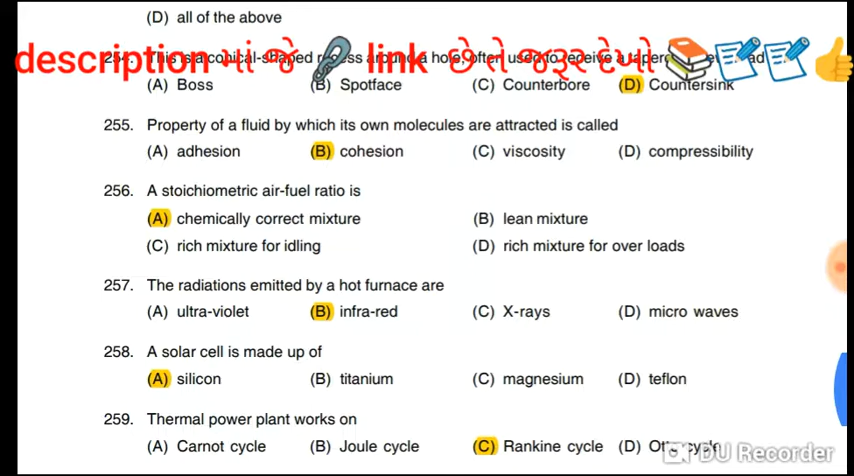 (D) all of the above
description માં જે link છે તે જરૂર દેખો
254. This is a conical-shaped recess around a hole, often used to receive a tapered
(A) Boss (B) Spotface (C) Counterbore (D) Countersink
255. Property of a fluid by which its own molecules are attracted is called
(A) adhesion (B) cohesion (C) viscosity (D) compressibility
256. A stoichiometric air-fuel ratio is
(A) chemically correct mixture (B) lean mixture
(C) rich mixture for idling (D) rich mixture for over loads
257. The radiations emitted by a hot furnace are
(A) ultra-violet (B) infra-red (C) X-rays (D) micro waves
258. A solar cell is made up of
(A) silicon (B) titanium (C) magnesium (D) teflon
259. Thermal power plant works on
(A) Carnot cycle (B) Joule cycle (C) Rankine cycle (D) Otto cycle
DU Recorder